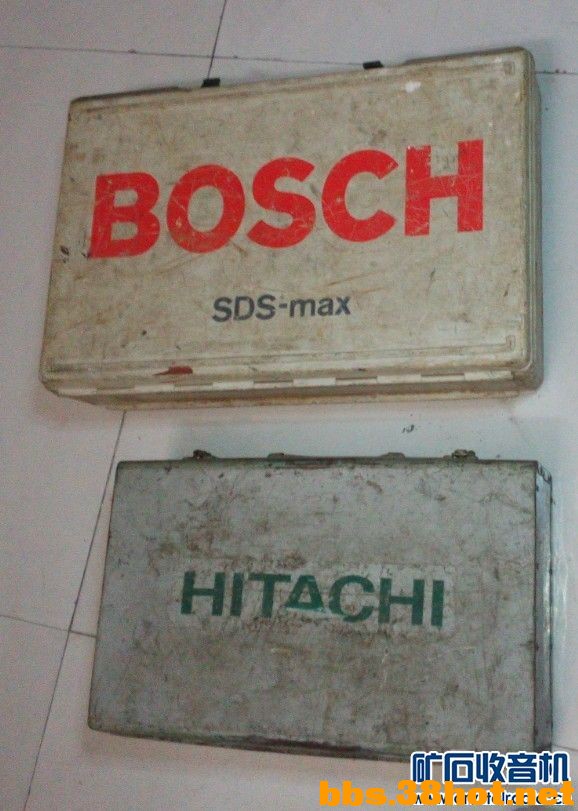 BOSCH
SDS-max
HITACHI
矿石收音机
bbs.38hot.net